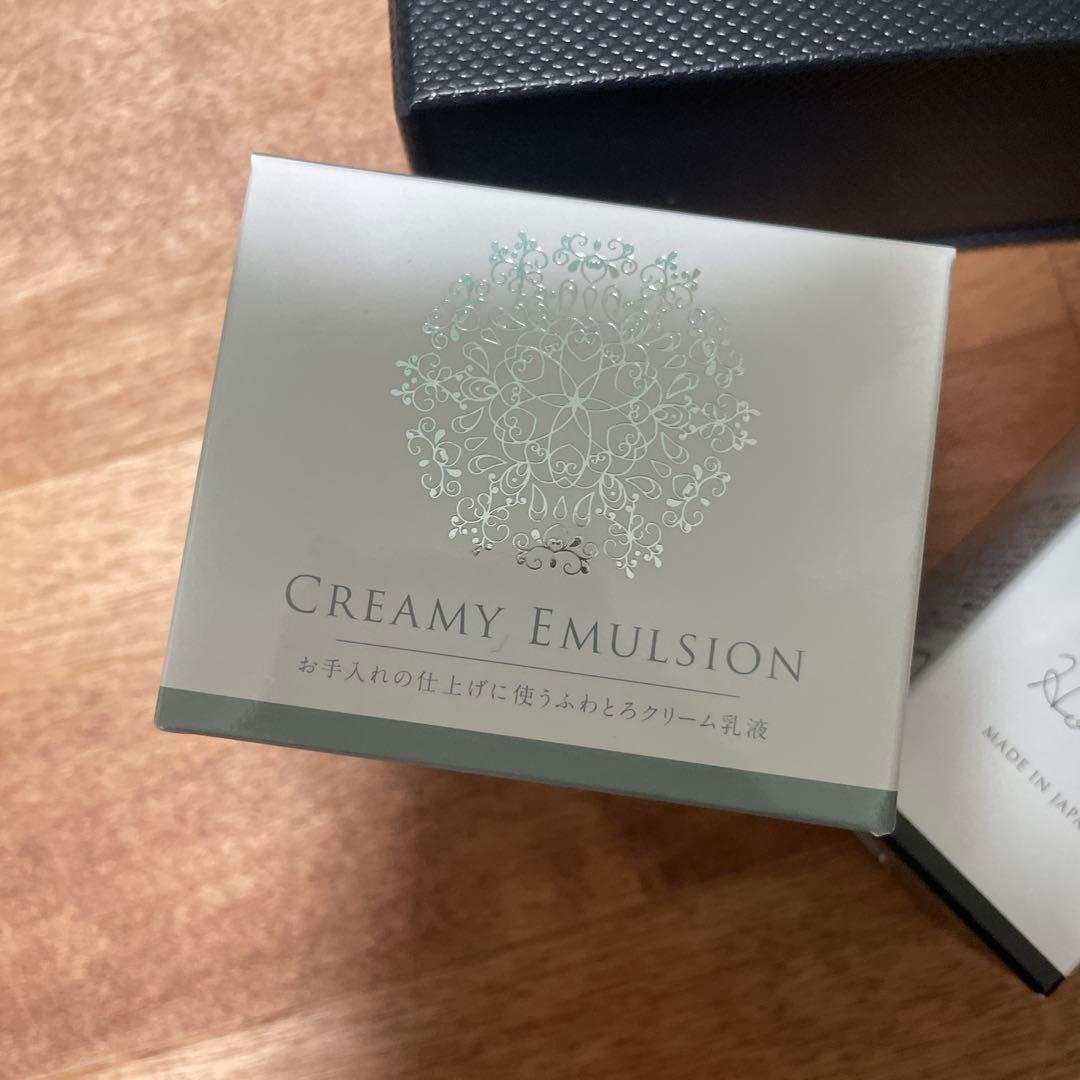 CREAMY EMULSION
お手入れの仕上げに使うふわとろクリーム乳液
MADE IN